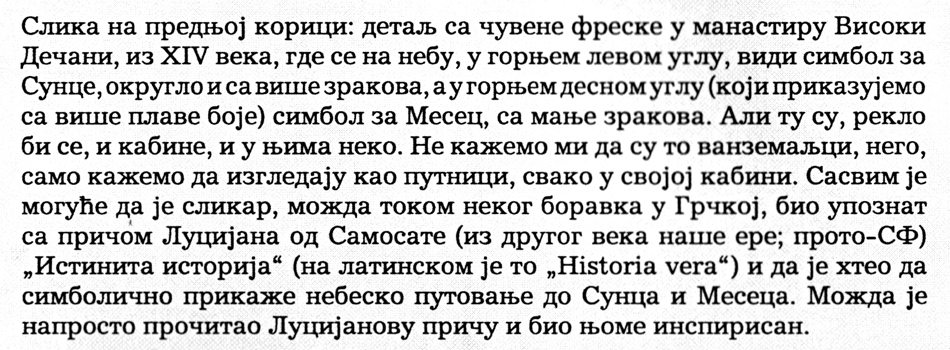 Слика на предњој корици: детаљ са чувене фреске у манастиру Високи
Дечани, из XIV века, где се на небу, у горњем левом углу, види симбол за
Сунце, округло и са више зракова, а у горњем десном углу (који приказујемо
са више плаве боје) симбол за Месец, са мање зракова. Али ту су, рекло
би се, и кабине, и у њима неко. Не кажемо ми да су то ванземаљци, него,
само кажемо да изгледају као путници, свако у својој кабини. Сасвим је
могуће да је сликар, можда током неког боравка у Грчкој, био упознат
са причом Луцијана од Самосате (из другог века наше ере; прото-СФ)
„Истинита историја“ (на латинском је то „Historia vera“) и да је хтео да
симболично прикаже небеско путовање до Сунца и Месеца. Можда је
напросто прочитао Луцијанову причу и био њоме инспирисан.